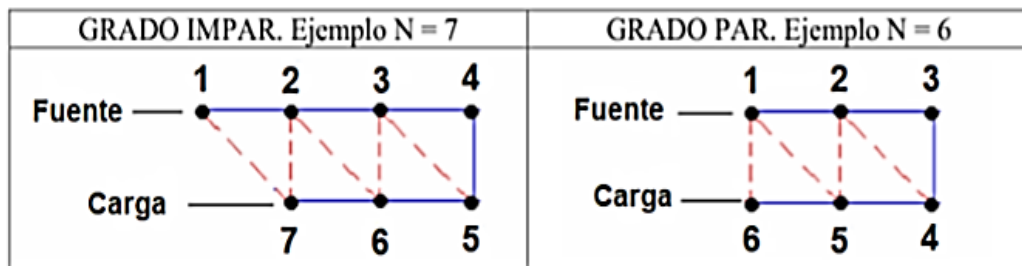 GRADO IMPAR. Ejemplo N = 7
1 2 3 4
Fuente
Carga
7 6 5
GRADO PAR. Ejemplo N = 6
1 2 3
Fuente
Carga
6 5 4